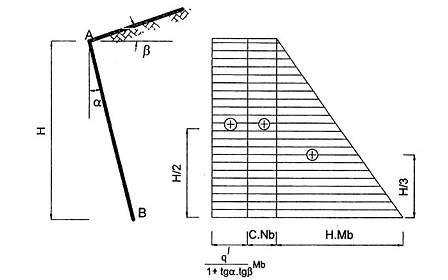 A
β
α
H
B
H/2
H/3
C.Nb
H.Mb
q'
1+ tgα.tgβ
Mb